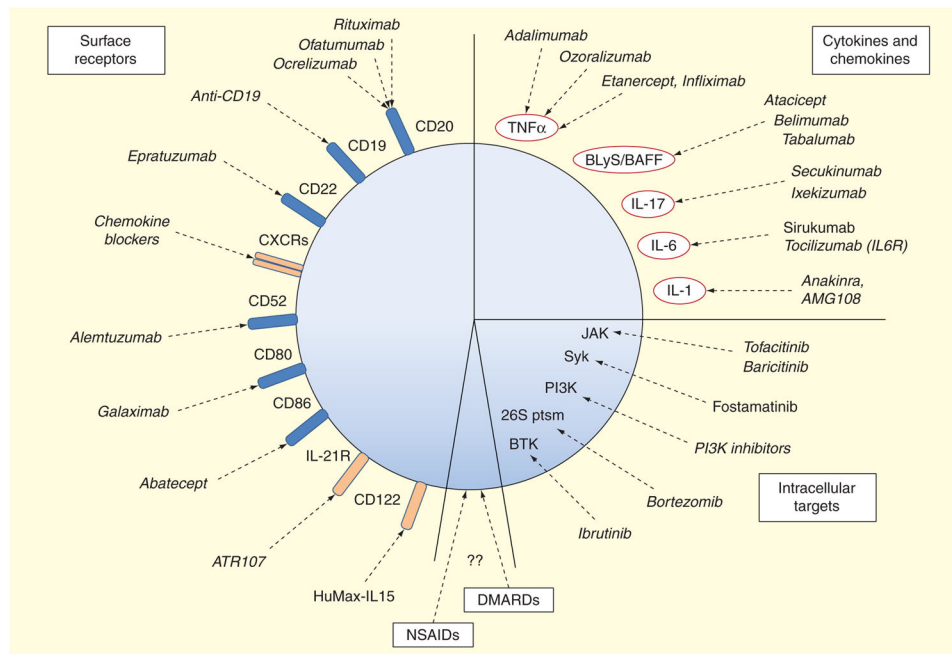 Surface
receptors
Rituximab
Ofatumumab
Ocrelizumab
CD20
Anti-CD19
CD19
Epratuzumab
CD22
Chemokine
blockers
CXCRs
CD52
Alemtuzumab
CD80
Galaximab
CD86
Abatecept
IL-21R
ATR107
CD122
HuMax-IL15
Cytokines and
chemokines
Adalimumab
Ozoralizumab
Etanercept, Infliximab
TNFα
Atacicept
Belimumab
Tabalumab
BLyS/BAFF
Secukinumab
Ixekizumab
IL-17
Sirukumab
Tocilizumab (IL6R)
IL-6
Anakinra,
AMG108
IL-1
JAK
Tofacitinib
Baricitinib
Syk
Fostamatinib
PI3K
PI3K inhibitors
26S ptsm
Bortezomib
BTK
Ibrutinib
Intracellular
targets
??
DMARDs
NSAIDs